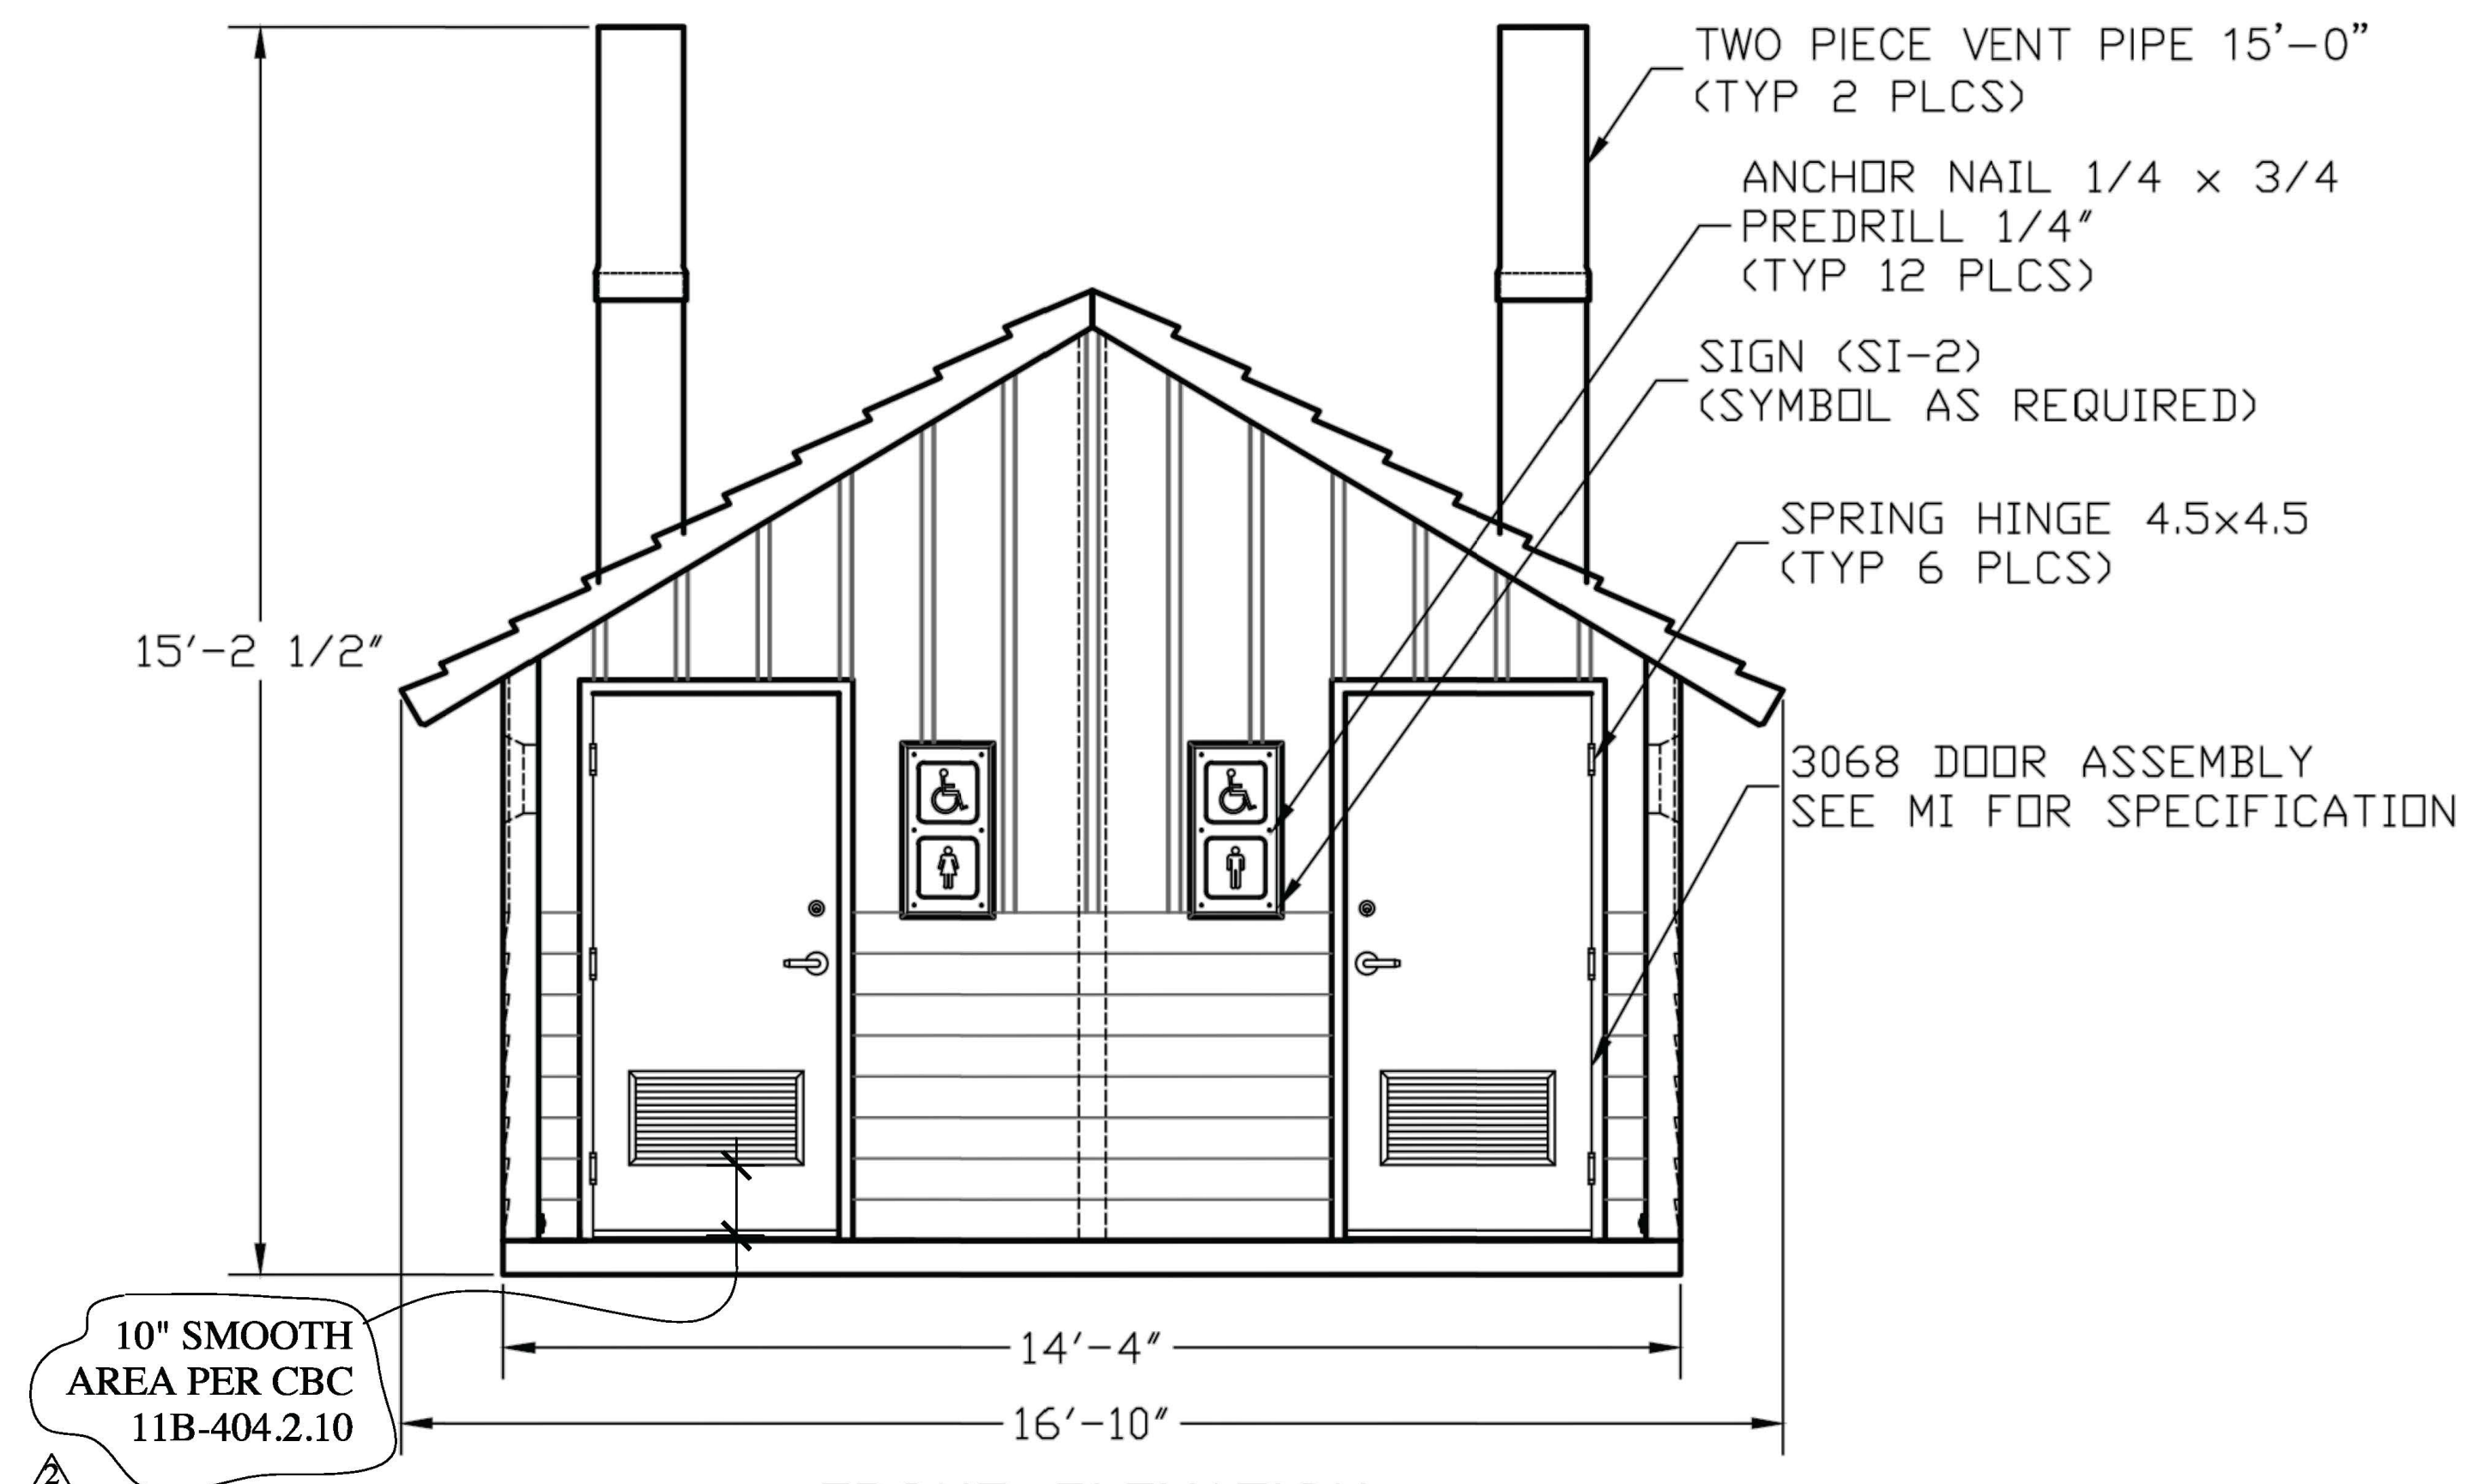 TWO PIECE VENT PIPE 15’-0”
(TYP 2 PLCS)
ANCHOR NAIL 1/4 x 3/4
PREDRILL 1/4"
(TYP 12 PLCS)
SIGN (SI-2)
(SYMBOL AS REQUIRED)
SPRING HINGE 4.5x4.5
(TYP 6 PLCS)
15'-2 1/2"
3068 DOOR ASSEMBLY
SEE MI FOR SPECIFICATION
10" SMOOTH
AREA PER CBC
11B-404.2.10
2
14'-4"
16'-10"